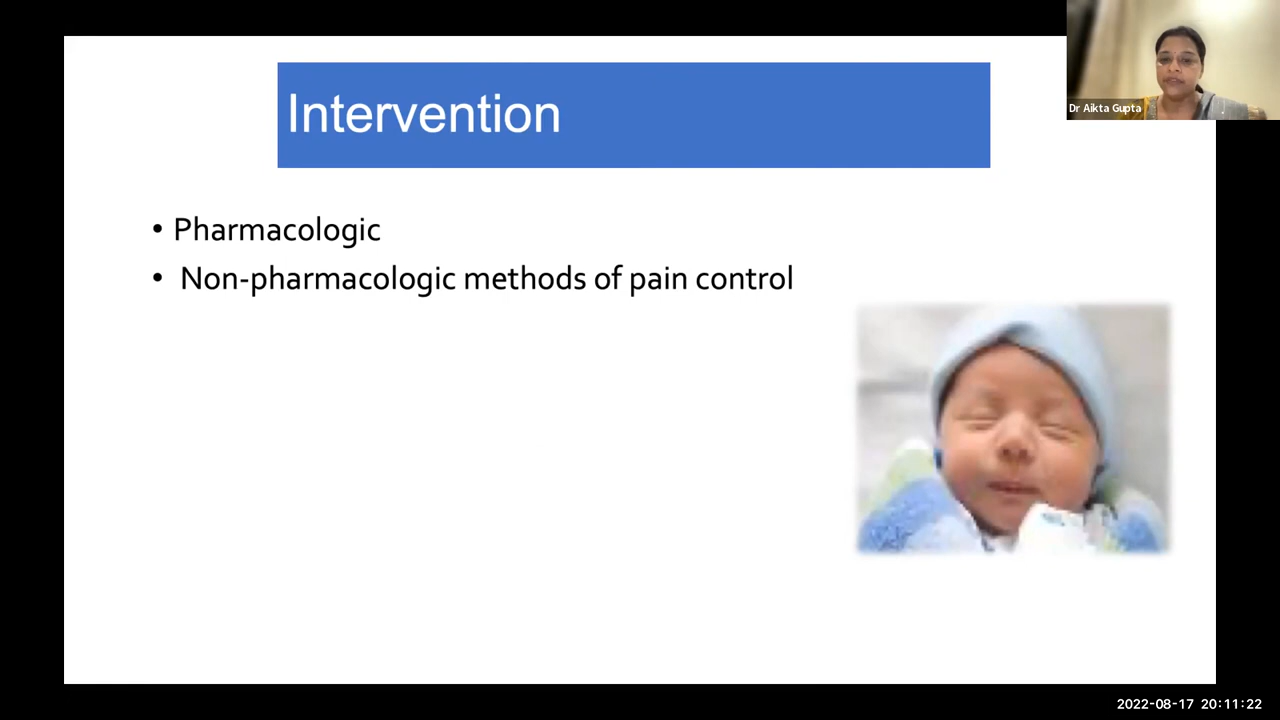 Intervention
• Pharmacologic
• Non-pharmacologic methods of pain control
Dr Aikta Gupta
2022-08-17 20:11:22